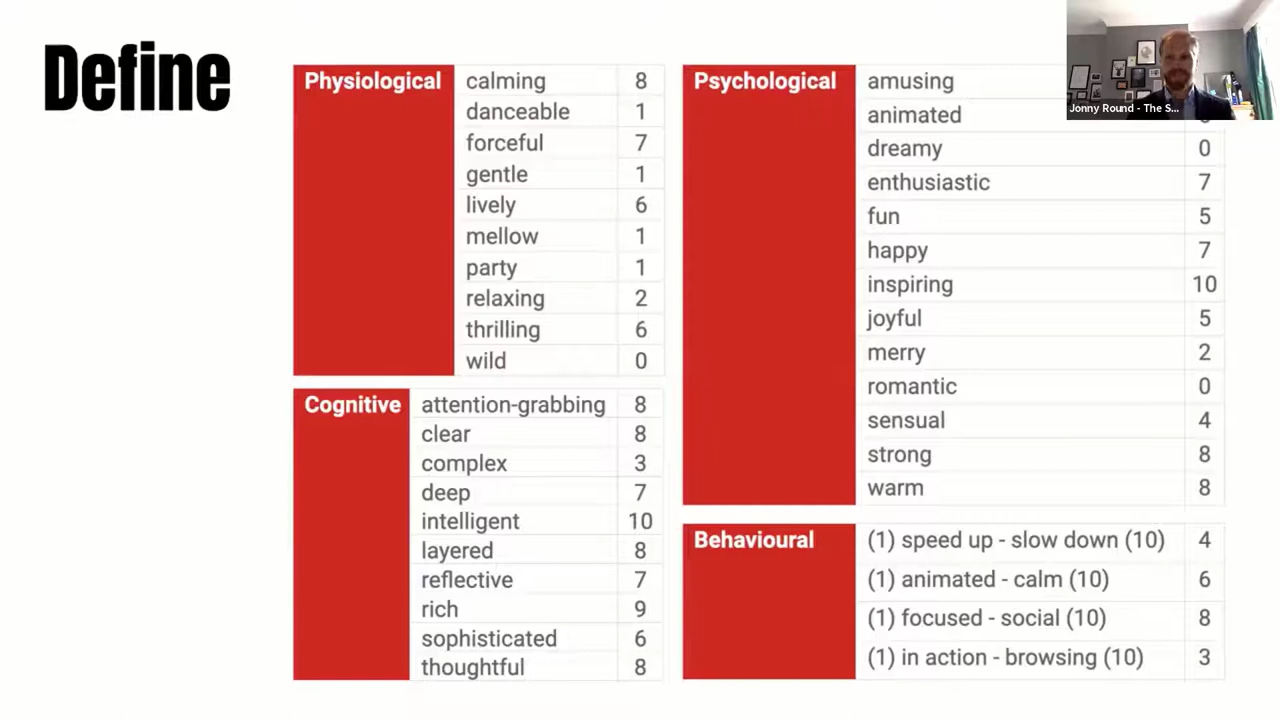 Define
Physiological
calming 8
danceable 1
forceful 7
gentle 1
lively 6
mellow 1
party 1
relaxing 2
thrilling 6
wild 0
Cognitive
attention-grabbing 8
clear 8
complex 3
deep 7
intelligent 10
layered 8
reflective 7
rich 9
sophisticated 6
thoughtful 8
Psychological
amusing
animated
dreamy 0
enthusiastic 7
fun 5
happy 7
inspiring 10
joyful 5
merry 2
romantic 0
sensual 4
strong 8
warm 8
Behavioural
(1) speed up - slow down (10) 4
(1) animated - calm (10) 6
(1) focused - social (10) 8
(1) in action - browsing (10) 3
Jonny Round - The S...